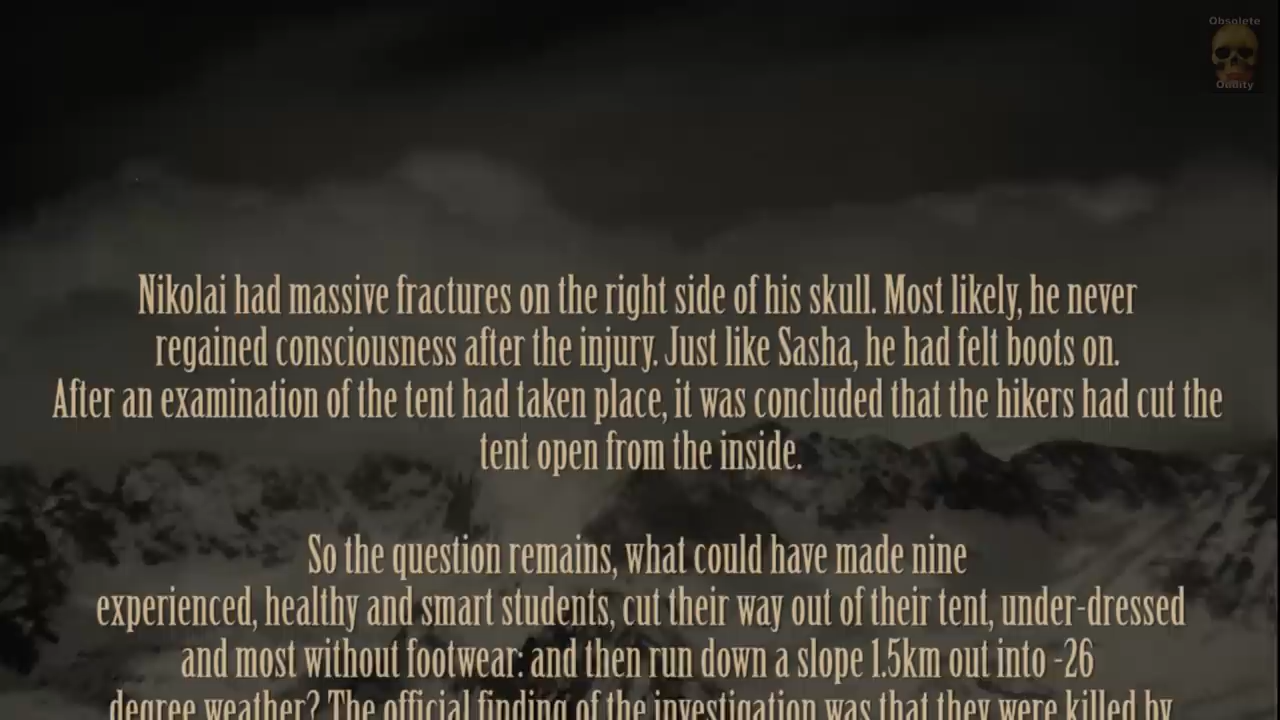 Obsolete
Oddity
Nikolai had massive fractures on the right side of his skull. Most likely, he never
regained consciousness after the injury. Just like Sasha, he had felt boots on.
After an examination of the tent had taken place, it was concluded that the hikers had cut the
tent open from the inside.
So the question remains, what could have made nine
experienced, healthy and smart students, cut their way out of their tent, under-dressed
and most without footwear: and then run down a slope 1.5km out into -26
degree weather? The official finding of the investigation was that they were killed by